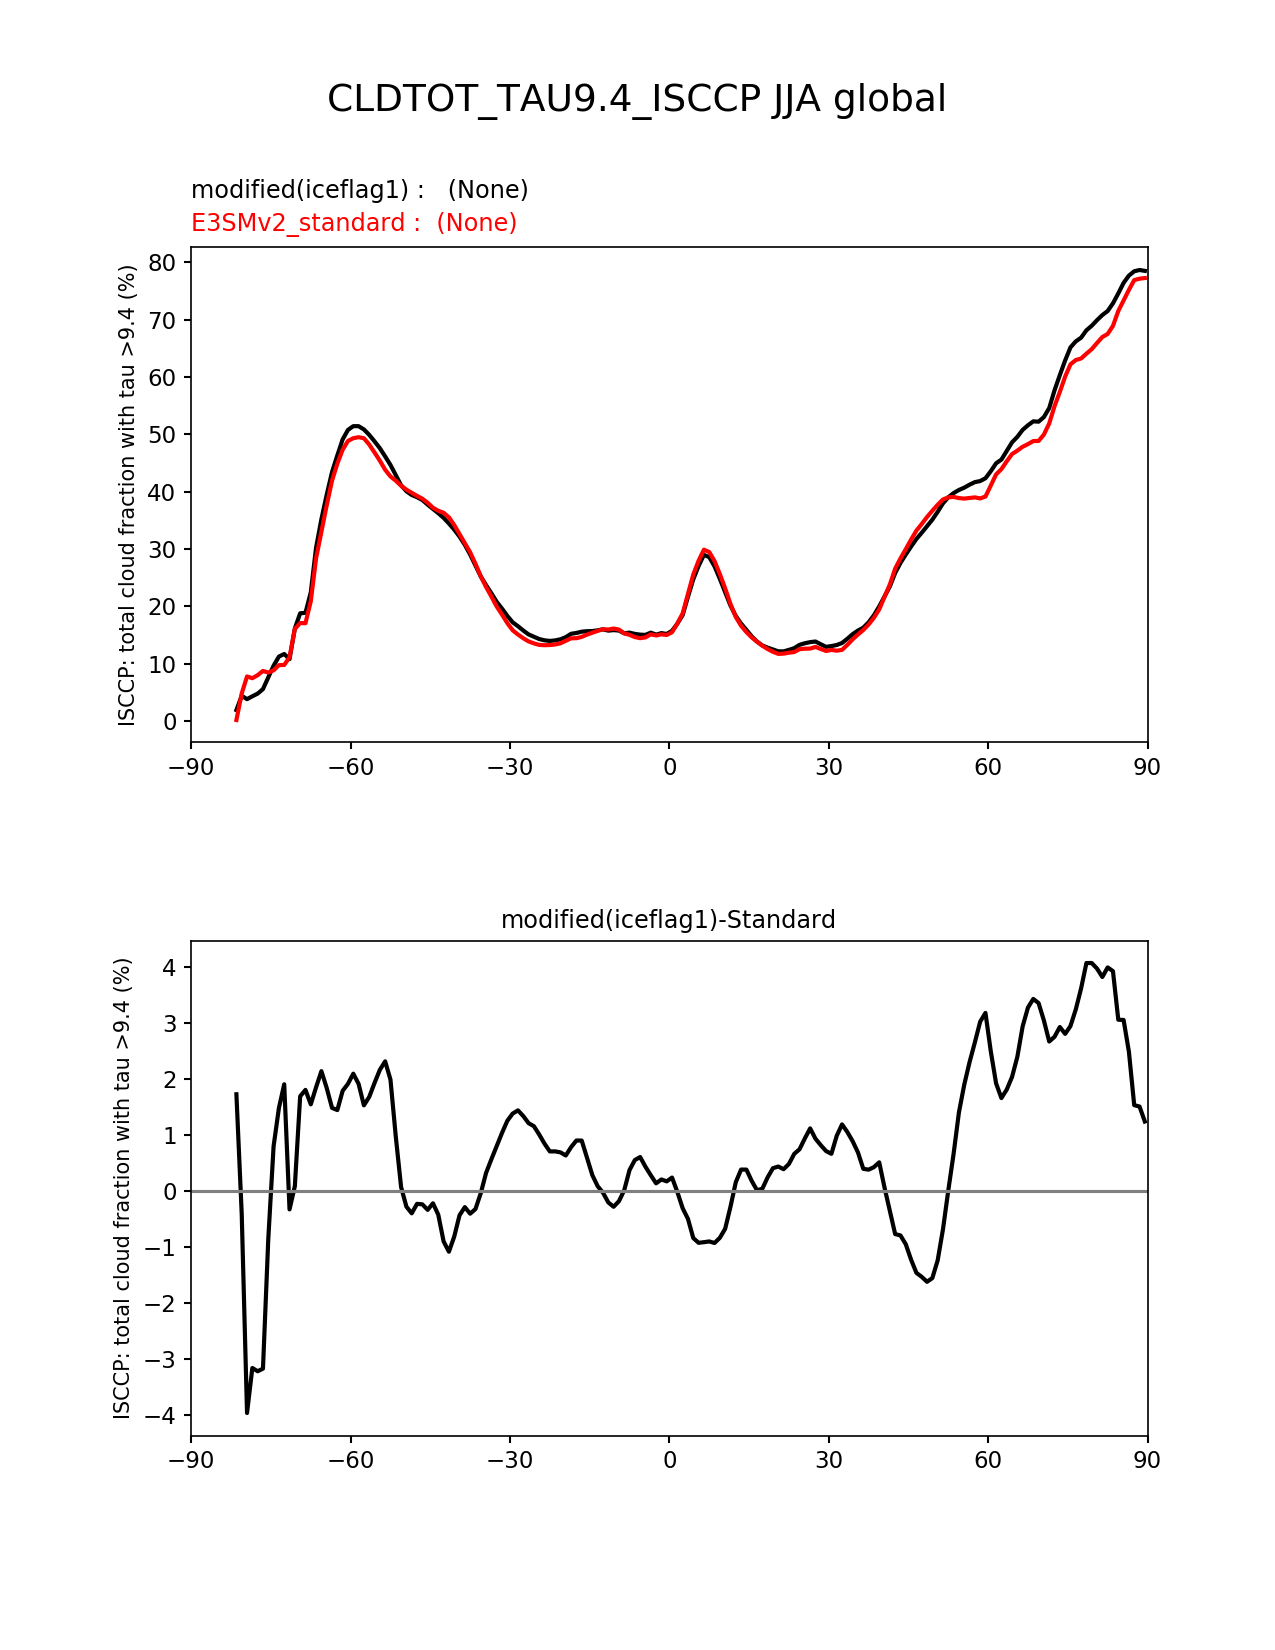 CLDTOT_TAU9.4_ISCCP JJA global
modified(iceflag1) :   (None)
E3SMv2_standard :  (None)
ISCCP: total cloud fraction with tau >9.4 (%)
80
70
60
50
40
30
20
10
0
−90 −60 −30 0 30 60 90
modified(iceflag1)-Standard
ISCCP: total cloud fraction with tau >9.4 (%)
4
3
2
1
0
−1
−2
−3
−4
−90 −60 −30 0 30 60 90